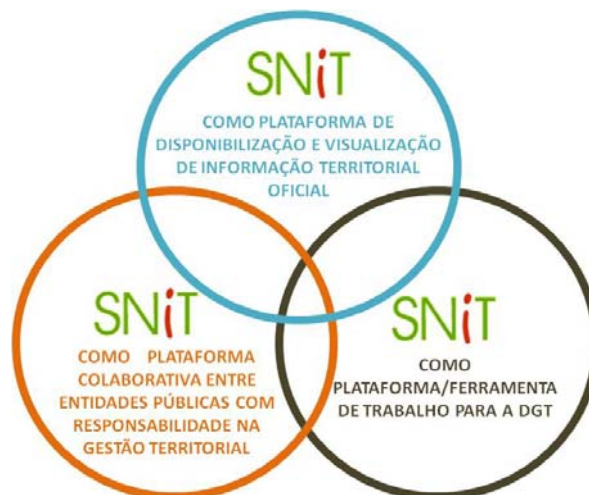 SNiT
COMO PLATAFORMA DE
DISPONIBILIZAÇÃO E VISUALIZAÇÃO
DE INFORMAÇÃO TERRITORIAL
OFICIAL
SNiT
COMO PLATAFORMA
COLABORATIVA ENTRE
ENTIDADES PÚBLICAS COM
RESPONSABILIDADE NA
GESTÃO TERRITORIAL
SNiT
COMO
PLATAFORMA/FERRAMENTA
DE TRABALHO PARA A DGT